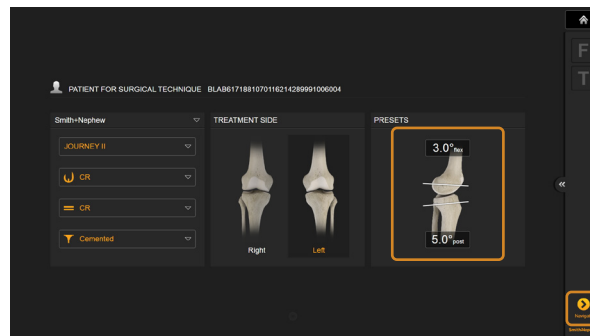 PATIENT FOR SURGICAL TECHNIQUE BLAB6171881070116214289991006004
Smith+Nephew
JOURNEY II
CR
CR
Cemented
TREATMENT SIDE
Right
Left
PRESETS
3.0° flex
5.0° post
F
T